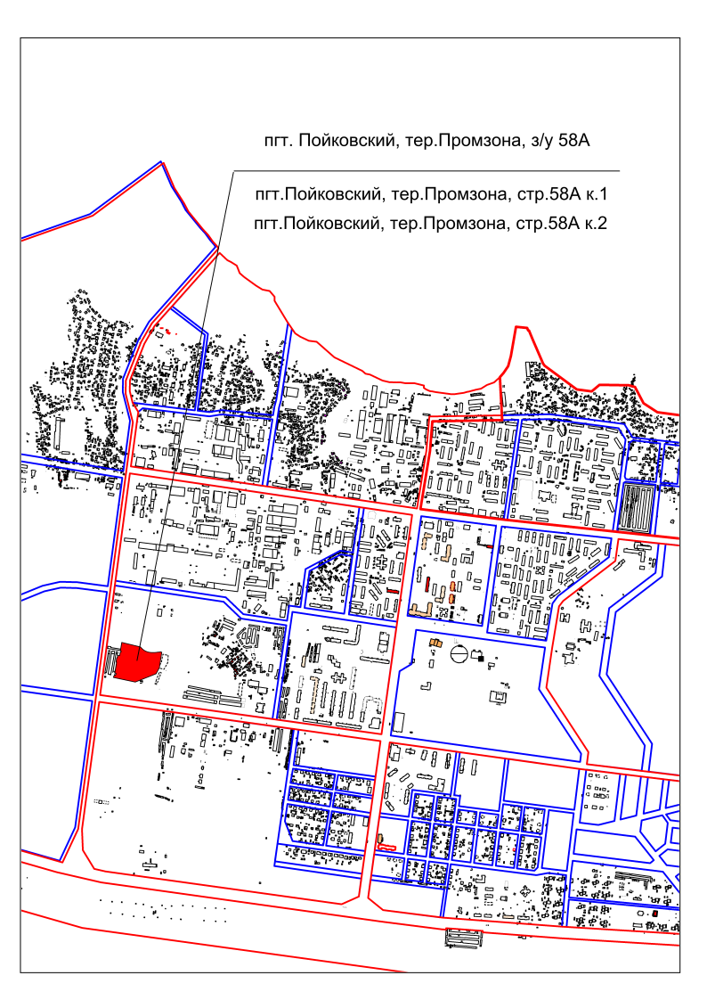 пгт. Пойковский, тер.Промзона, з/у 58А
пгт.Пойковский, тер.Промзона, стр.58А к.1
пгт.Пойковский, тер.Промзона, стр.58А к.2